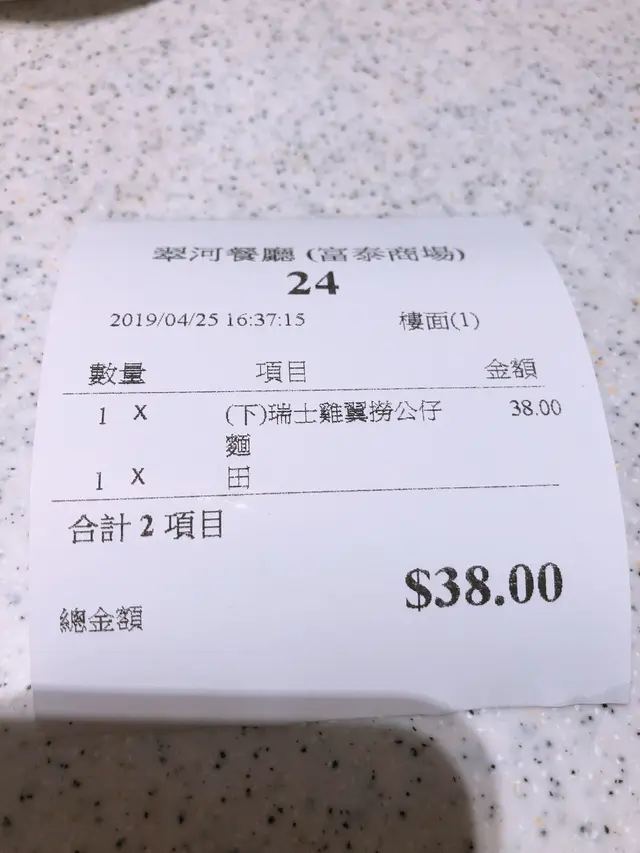 翠河餐廳 (富泰商場)
24
2019/04/25 16:37:15 樓面(1)
數量 項目 金額
1 X (下)瑞士雞翼撈公仔 38.00
麵
1 X 田
合計 2 項目
$38.00
總金額